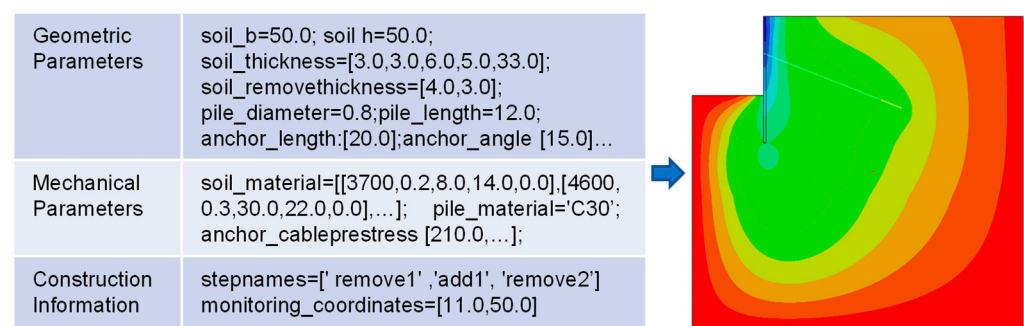 Geometric
Parameters
soil_b=50.0; soil h=50.0;
soil_thickness=[3.0,3.0,6.0,5.0,33.0];
soil_removethickness=[4.0,3.0];
pile_diameter=0.8;pile_length=12.0;
anchor_length:[20.0];anchor_angle [15.0]…
Mechanical
Parameters
soil_material=[[3700,0.2,8.0,14.0,0.0],[4600,
0.3,30.0,22.0,0.0],…]; pile_material='C30’;
anchor_cableprestress [210.0,…];
Construction
Information
stepnames=[' remove1' ,'add1', 'remove2’]
monitoring_coordinates=[11.0,50.0]